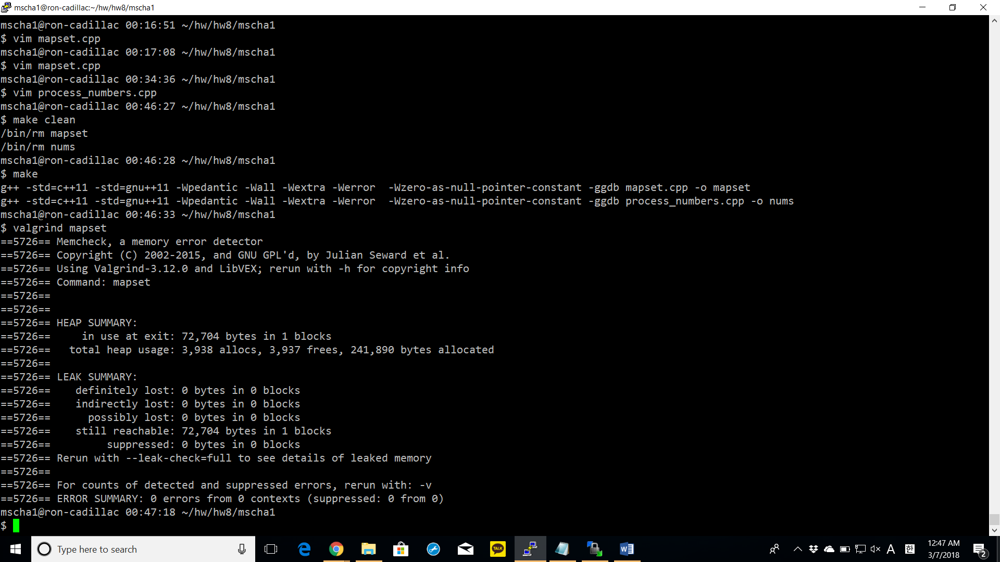 mscha1@ron-cadillac:~/hw/hw8/mscha1
mscha1@ron-cadillac 00:16:51 ~/hw/hw8/mscha1
$ vim mapset.cpp
mscha1@ron-cadillac 00:17:08 ~/hw/hw8/mscha1
$ vim mapset.cpp
mscha1@ron-cadillac 00:34:36 ~/hw/hw8/mscha1
$ vim process_numbers.cpp
mscha1@ron-cadillac 00:46:27 ~/hw/hw8/mscha1
$ make clean
/bin/rm mapset
/bin/rm nums
mscha1@ron-cadillac 00:46:28 ~/hw/hw8/mscha1
$ make
g++ -std=c++11 -std=gnu++11 -Wpedantic -Wall -Wextra -Werror  -Wzero-as-null-pointer-constant -ggdb mapset.cpp -o mapset
g++ -std=c++11 -std=gnu++11 -Wpedantic -Wall -Wextra -Werror  -Wzero-as-null-pointer-constant -ggdb process_numbers.cpp -o nums
mscha1@ron-cadillac 00:46:33 ~/hw/hw8/mscha1
$ valgrind mapset
==5726== Memcheck, a memory error detector
==5726== Copyright (C) 2002-2015, and GNU GPL'd, by Julian Seward et al.
==5726== Using Valgrind-3.12.0 and LibVEX; rerun with -h for copyright info
==5726== Command: mapset
==5726==
==5726==
==5726== HEAP SUMMARY:
==5726==     in use at exit: 72,704 bytes in 1 blocks
==5726==   total heap usage: 3,938 allocs, 3,937 frees, 241,890 bytes allocated
==5726==
==5726== LEAK SUMMARY:
==5726==    definitely lost: 0 bytes in 0 blocks
==5726==    indirectly lost: 0 bytes in 0 blocks
==5726==      possibly lost: 0 bytes in 0 blocks
==5726==    still reachable: 72,704 bytes in 1 blocks
==5726==         suppressed: 0 bytes in 0 blocks
==5726== Rerun with --leak-check=full to see details of leaked memory
==5726==
==5726== For counts of detected and suppressed errors, rerun with: -v
==5726== ERROR SUMMARY: 0 errors from 0 contexts (suppressed: 0 from 0)
mscha1@ron-cadillac 00:47:18 ~/hw/hw8/mscha1
$
Type here to search
TALK
A
한
12:47 AM
3/7/2018
2